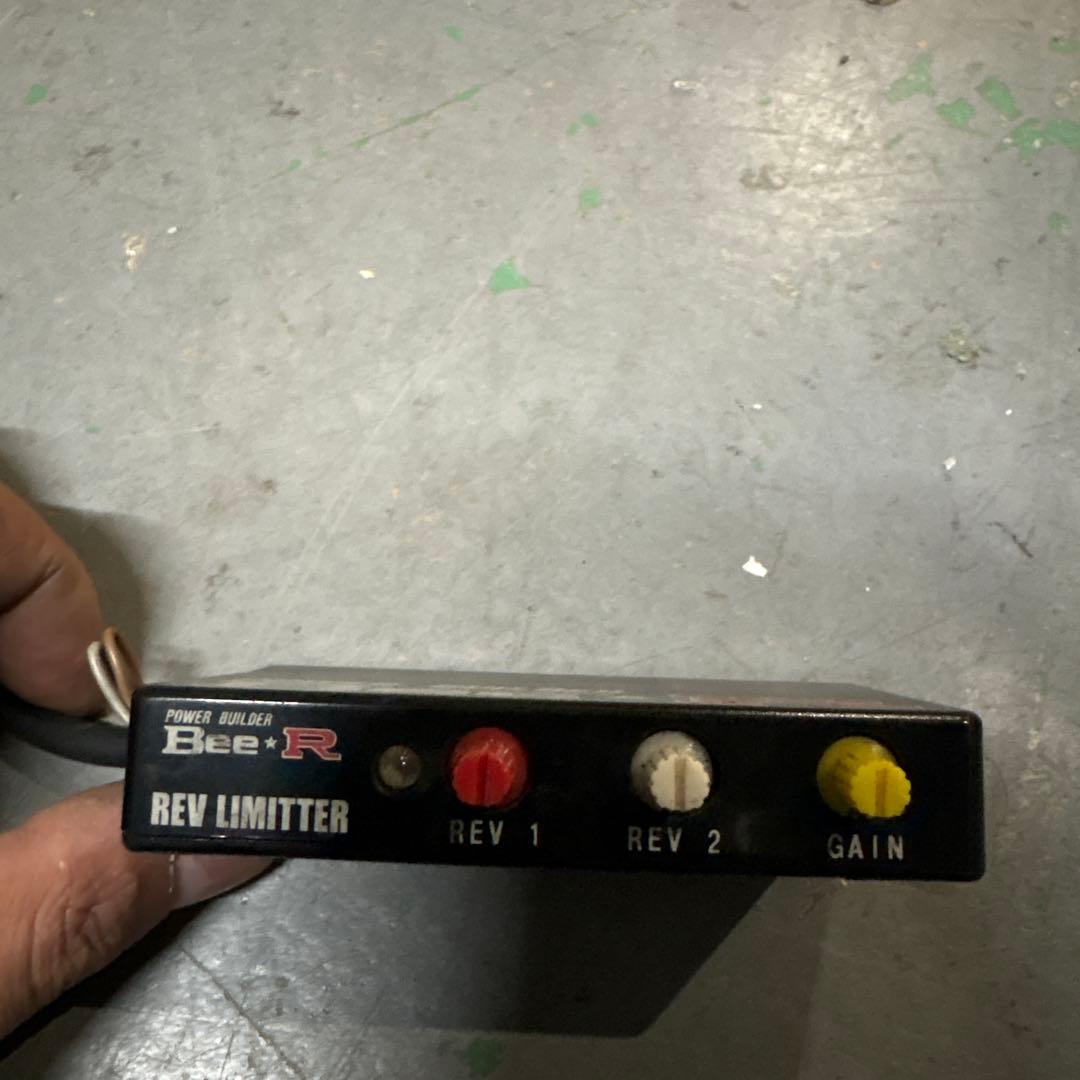 POWER BUILDER
Bee★R
REV LIMITTER
REV 1
REV 2
GAIN